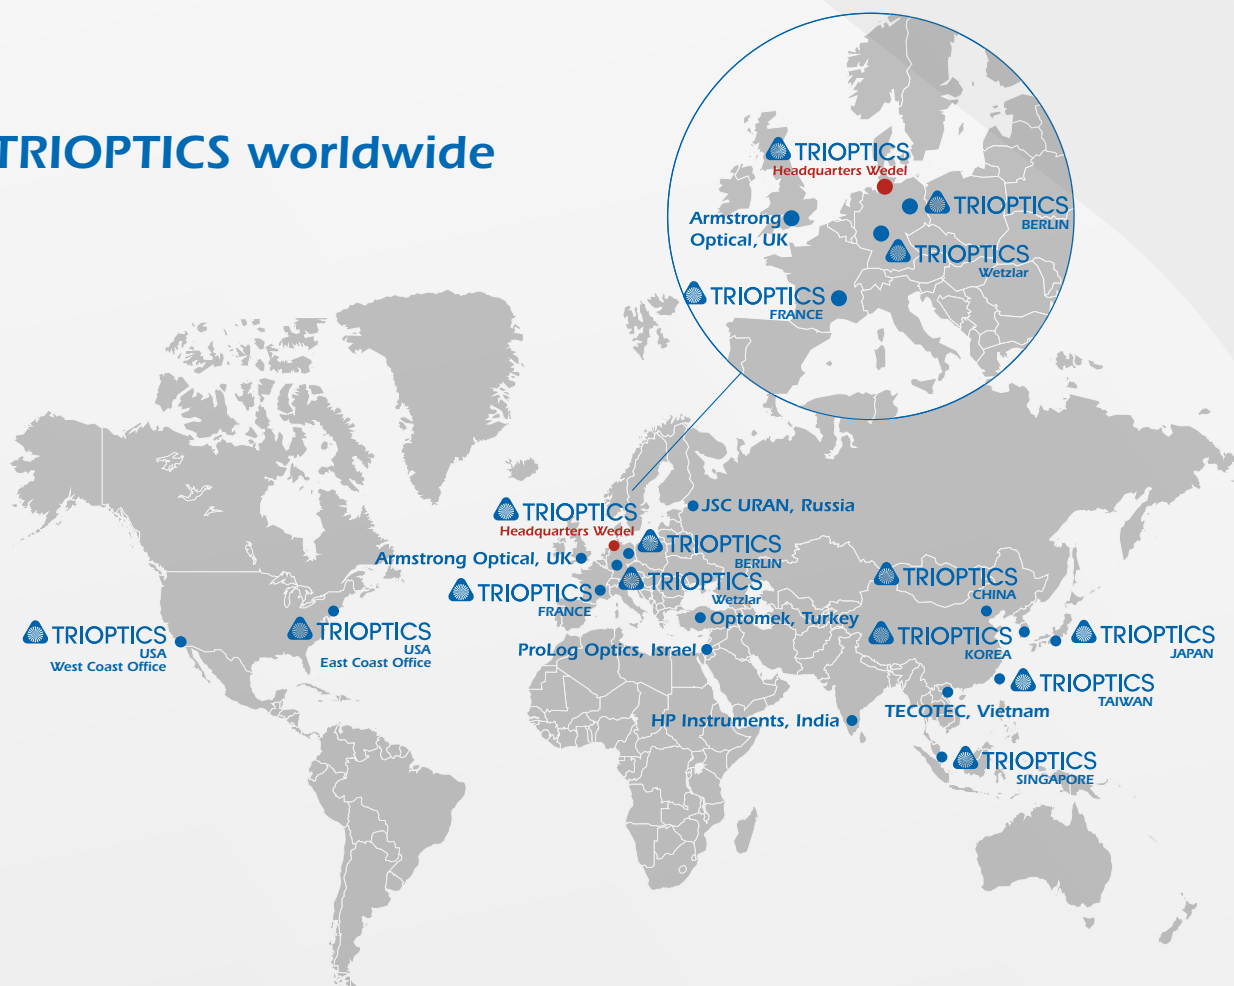 TRIOPTICS worldwide
TRIOPTICS
Headquarters Wedel
Armstrong
Optical, UK
TRIOPTICS
BERLIN
TRIOPTICS
Wetzlar
TRIOPTICS
FRANCE
JSC URAN, Russia
TRIOPTICS
Headquarters Wedel
Armstrong Optical, UK
TRIOPTICS
BERLIN
TRIOPTICS
Wetzlar
TRIOPTICS
FRANCE
TRIOPTICS
CHINA
Optomek, Turkey
TRIOPTICS
USA
West Coast Office
TRIOPTICS
USA
East Coast Office
ProLog Optics, Israel
TRIOPTICS
KOREA
TRIOPTICS
JAPAN
TRIOPTICS
TAIWAN
TECOTEC, Vietnam
HP Instruments, India
TRIOPTICS
SINGAPORE